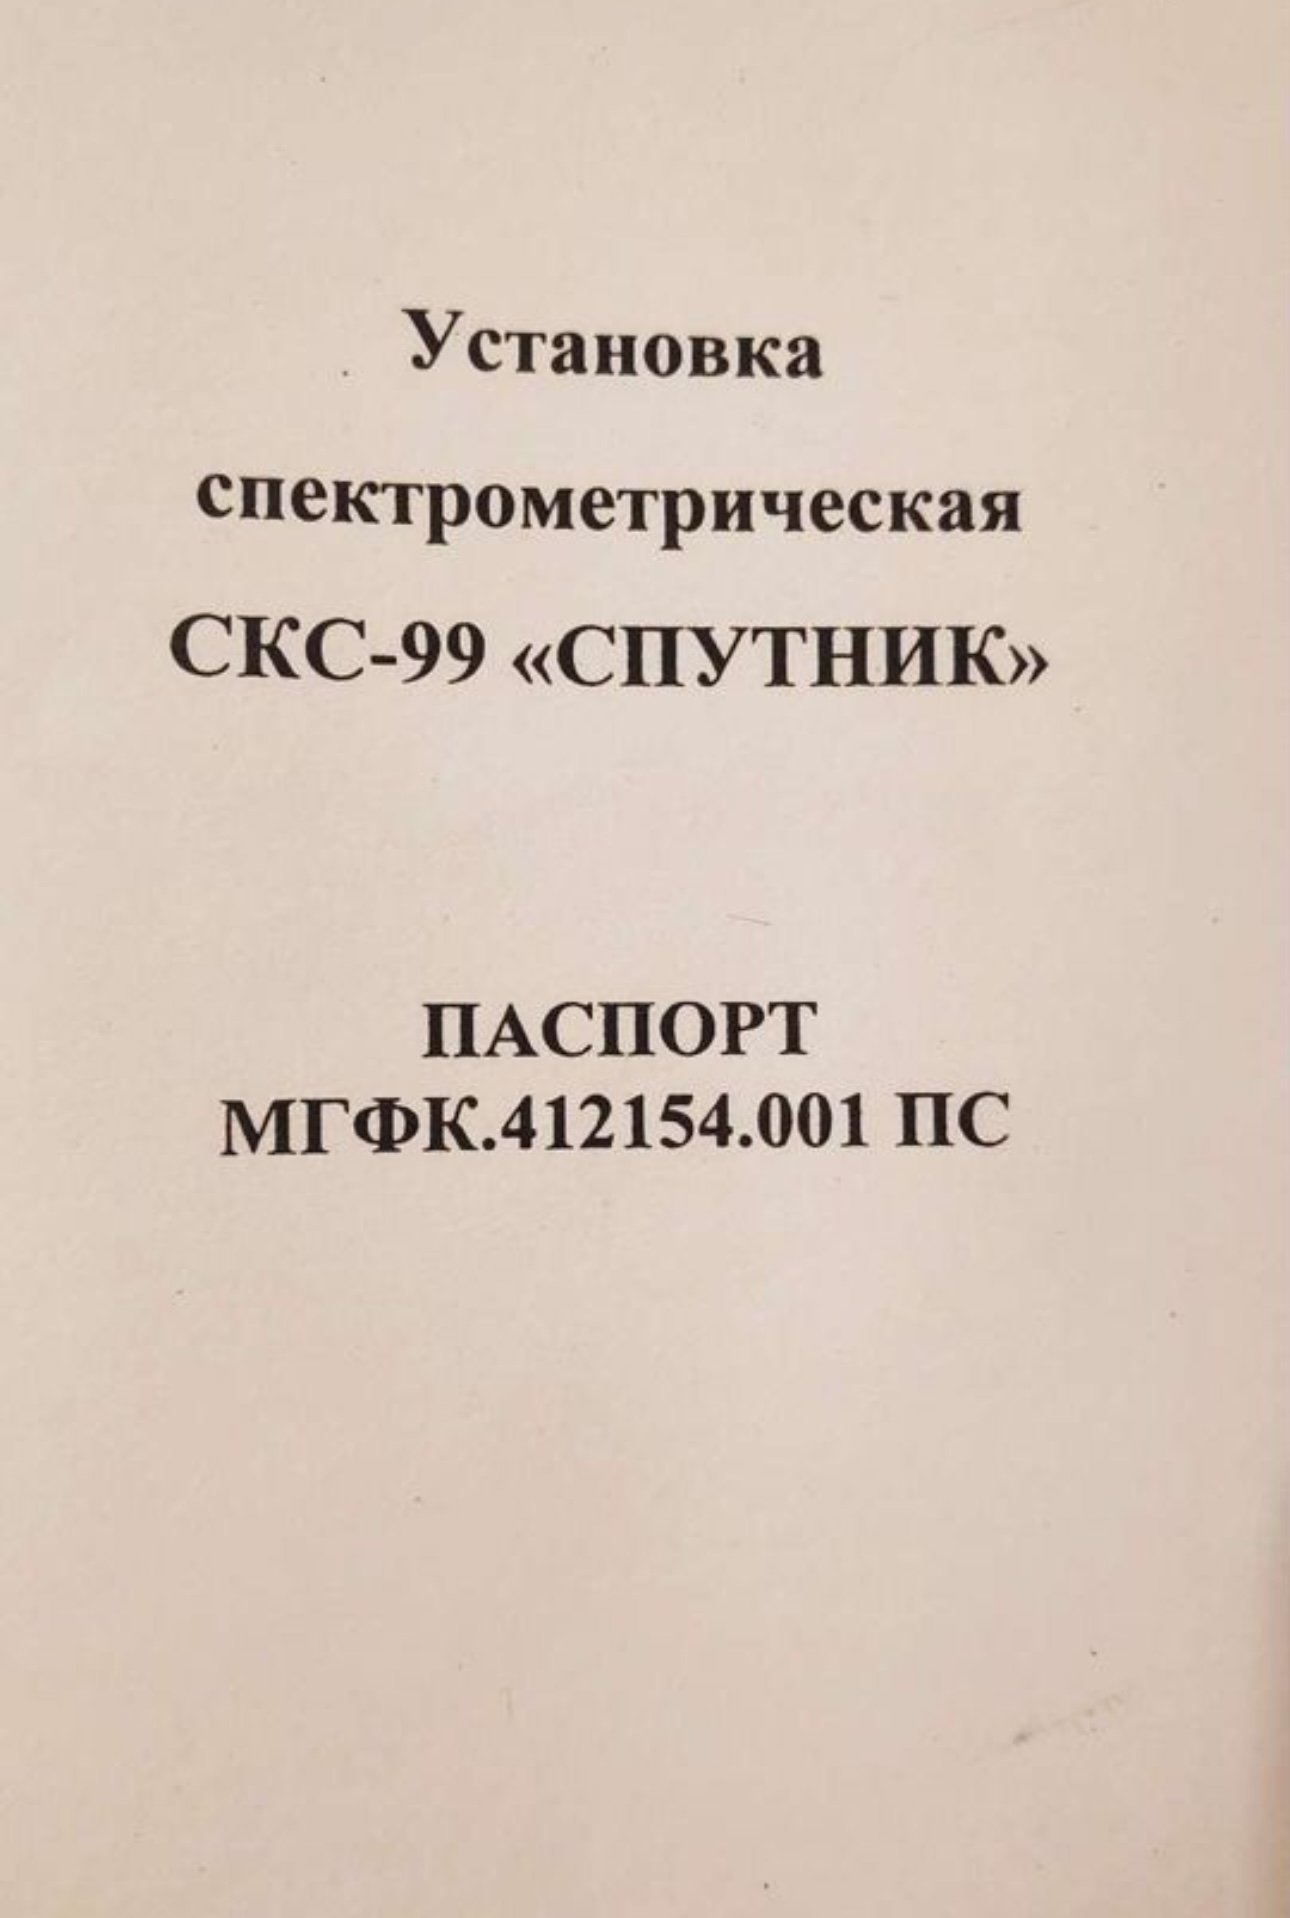 Установка
спектрометрическая
СКС-99 «СПУТНИК»
ПАСПОРТ
МГФК.412154.001 ПС